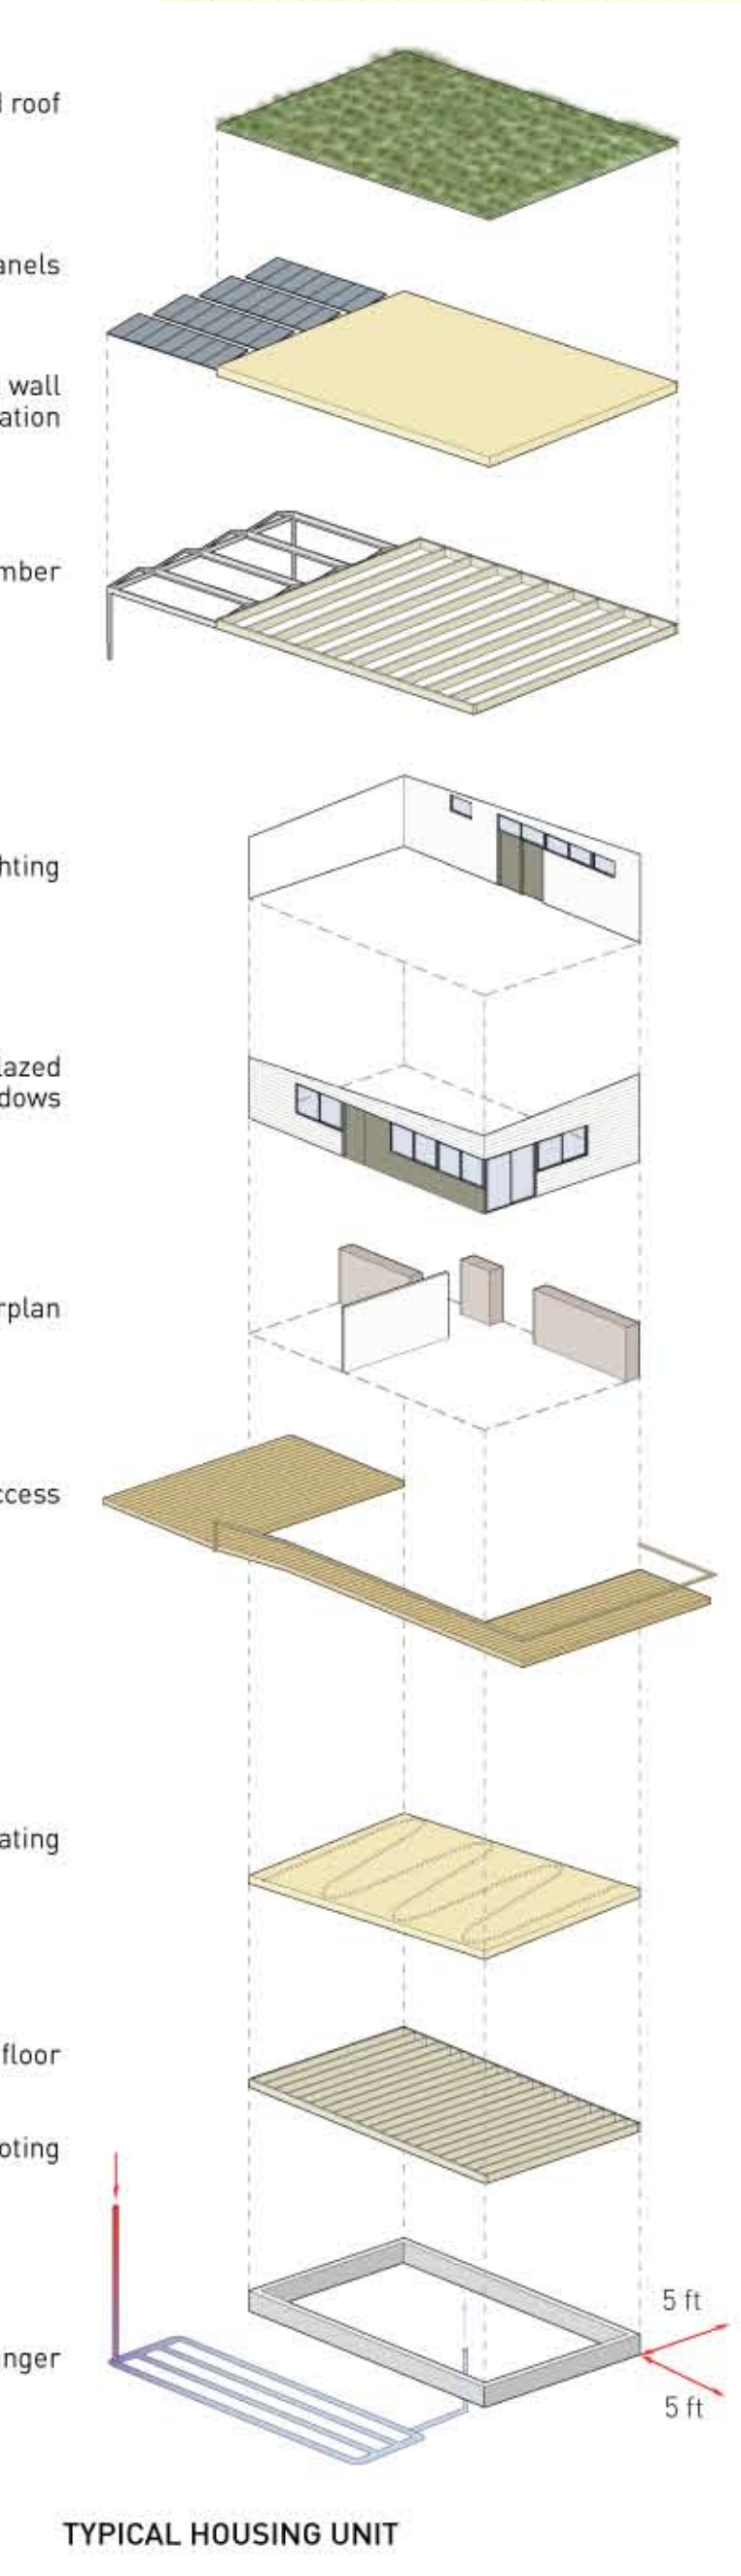 roof
anels
wall
ation
mber
hting
lazed
dows
rplan
ccess
ating
floor
oting
5 ft
nger
5 ft
TYPICAL HOUSING UNIT